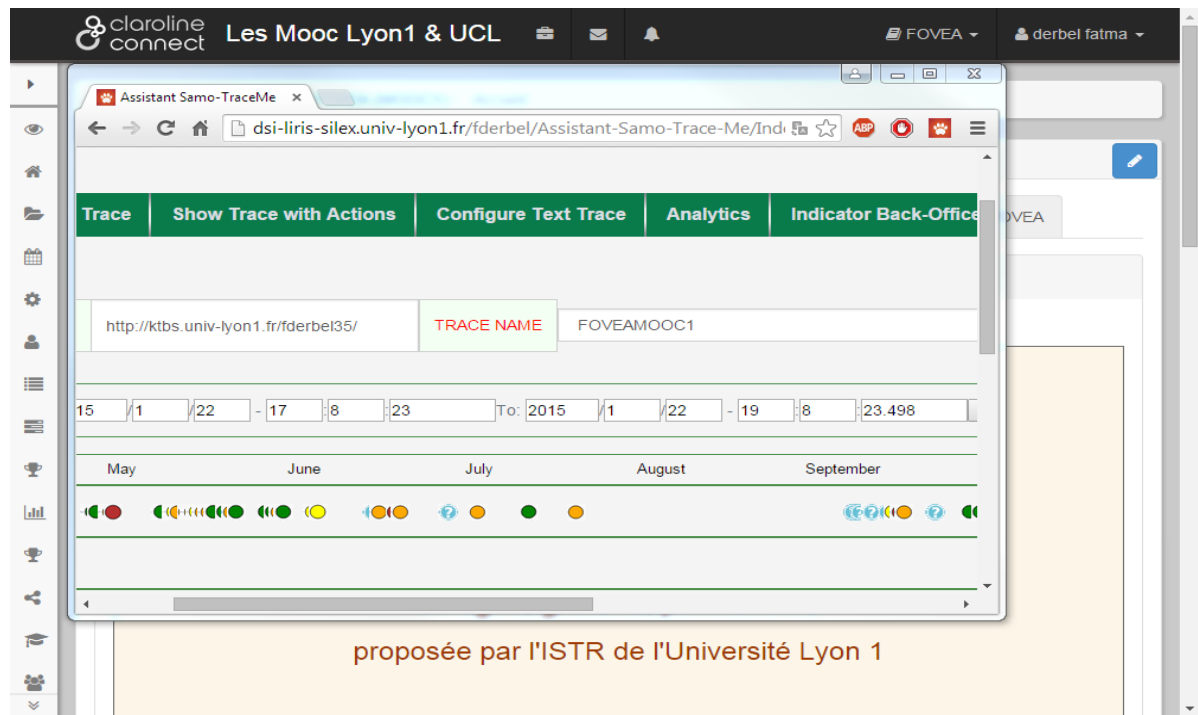 claroline connect Les Mooc Lyon1 & UCL FOVEA derbel fatma
Assistant Samo-TraceMe x
dsi-liris-silex.univ-lyon1.fr/fderbel/Assistant-Samo-Trace-Me/Ind ABP
Trace Show Trace with Actions Configure Text Trace Analytics Indicator Back-Office
OVEA
http://ktbs.univ-lyon1.fr/fderbel35/ TRACE NAME FOVEAMOOC1
15 /1 /22 - 17 :8 :23 To: 2015 /1 /22 - 19 :8 :23.498
May June July August September
proposée par l'ISTR de l'Université Lyon 1